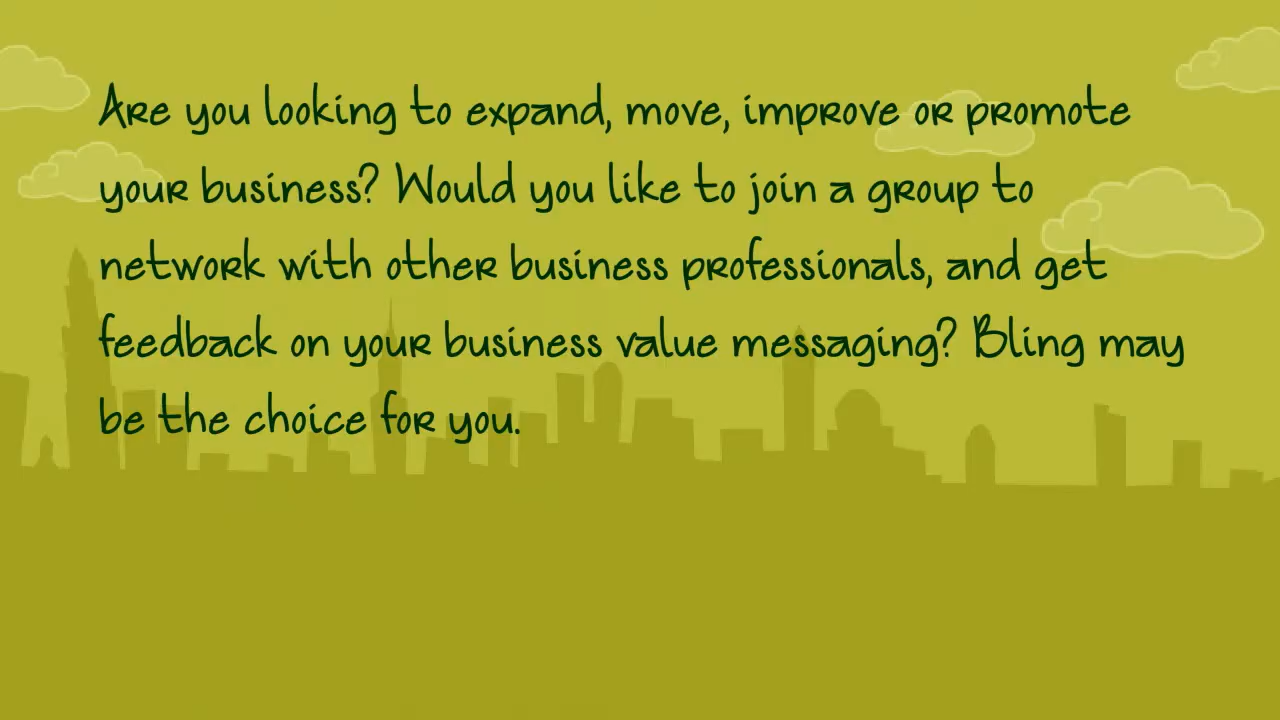 Are you looking to expand, move, improve or promote
your business? Would you like to join a group to
network with other business professionals, and get
feedback on your business value messaging? Bling may
be the choice for you.